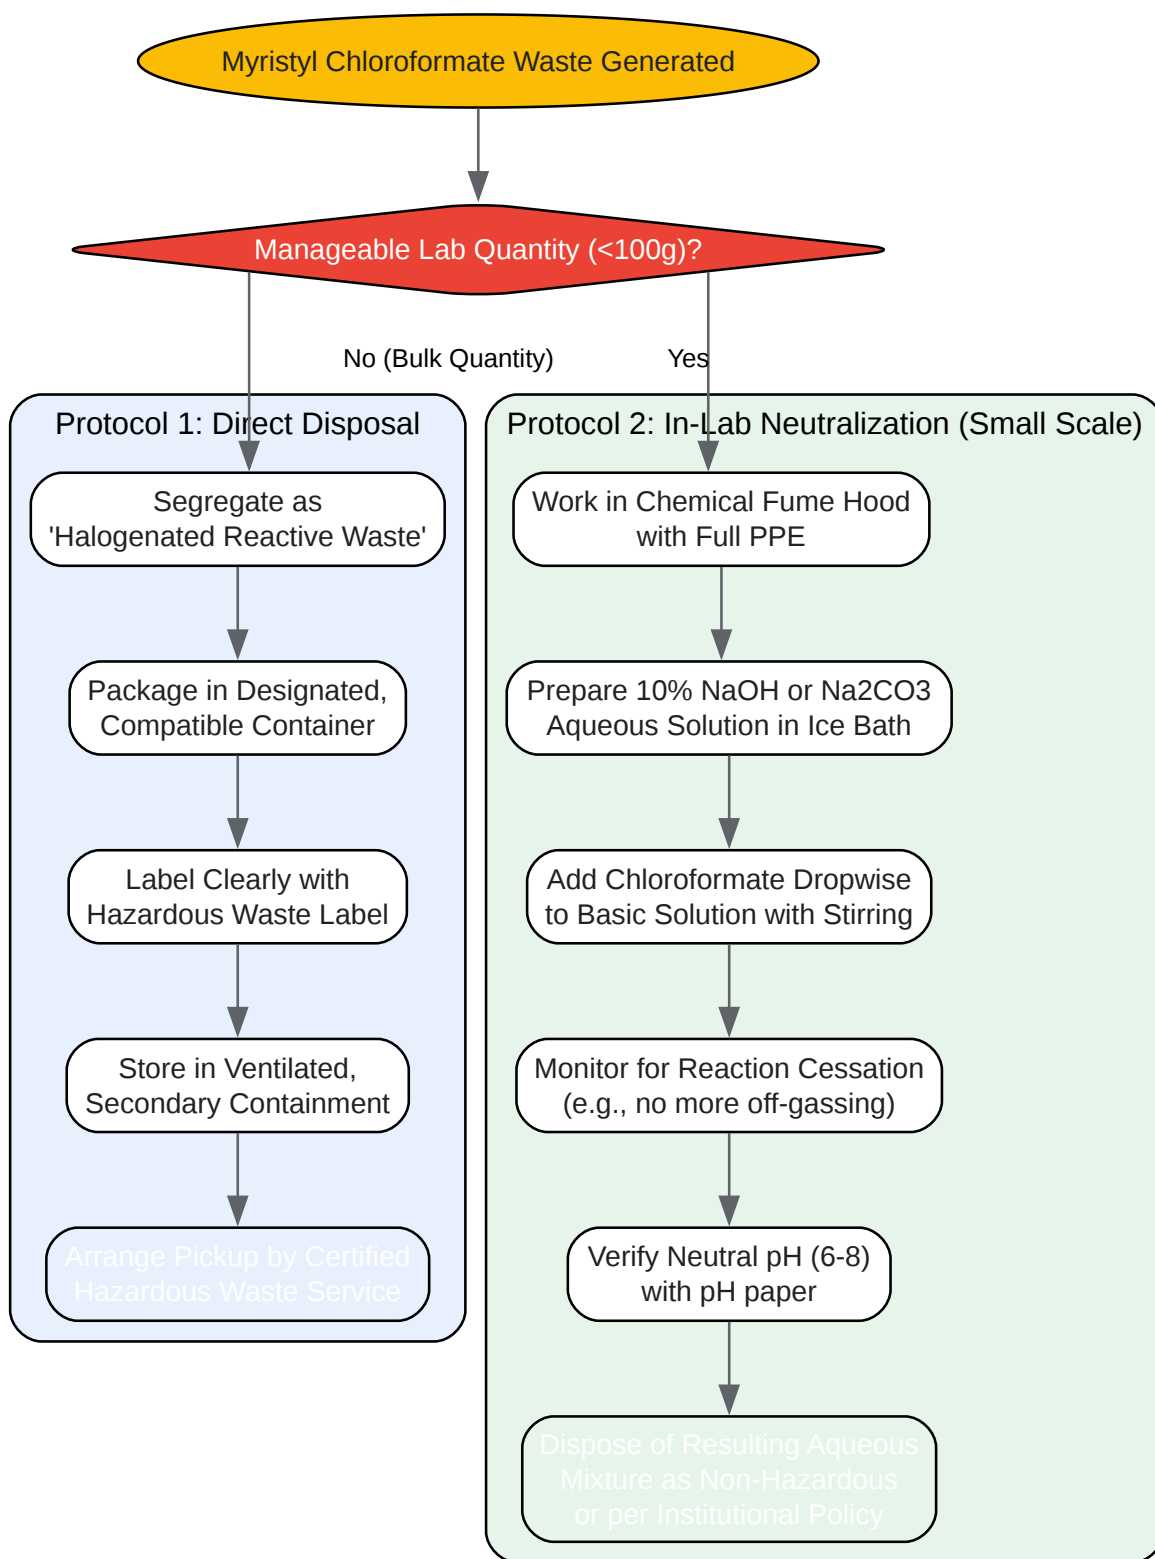 Myristyl Chloroformate Waste Generated
Manageable Lab Quantity (<100g)?
No (Bulk Quantity)
Yes
Protocol 1: Direct Disposal
Segregate as
'Halogenated Reactive Waste'
Package in Designated,
Compatible Container
Label Clearly with
Hazardous Waste Label
Store in Ventilated,
Secondary Containment
Arrange Pickup by Certified
Hazardous Waste Service
Protocol 2: In-Lab Neutralization (Small Scale)
Work in Chemical Fume Hood
with Full PPE
Prepare 10% NaOH or Na2CO3
Aqueous Solution in Ice Bath
Add Chloroformate Dropwise
to Basic Solution with Stirring
Monitor for Reaction Cessation
(e.g., no more off-gassing)
Verify Neutral pH (6-8)
with pH paper
Dispose of Resulting Aqueous
Mixture as Non-Hazardous
or per Institutional Policy